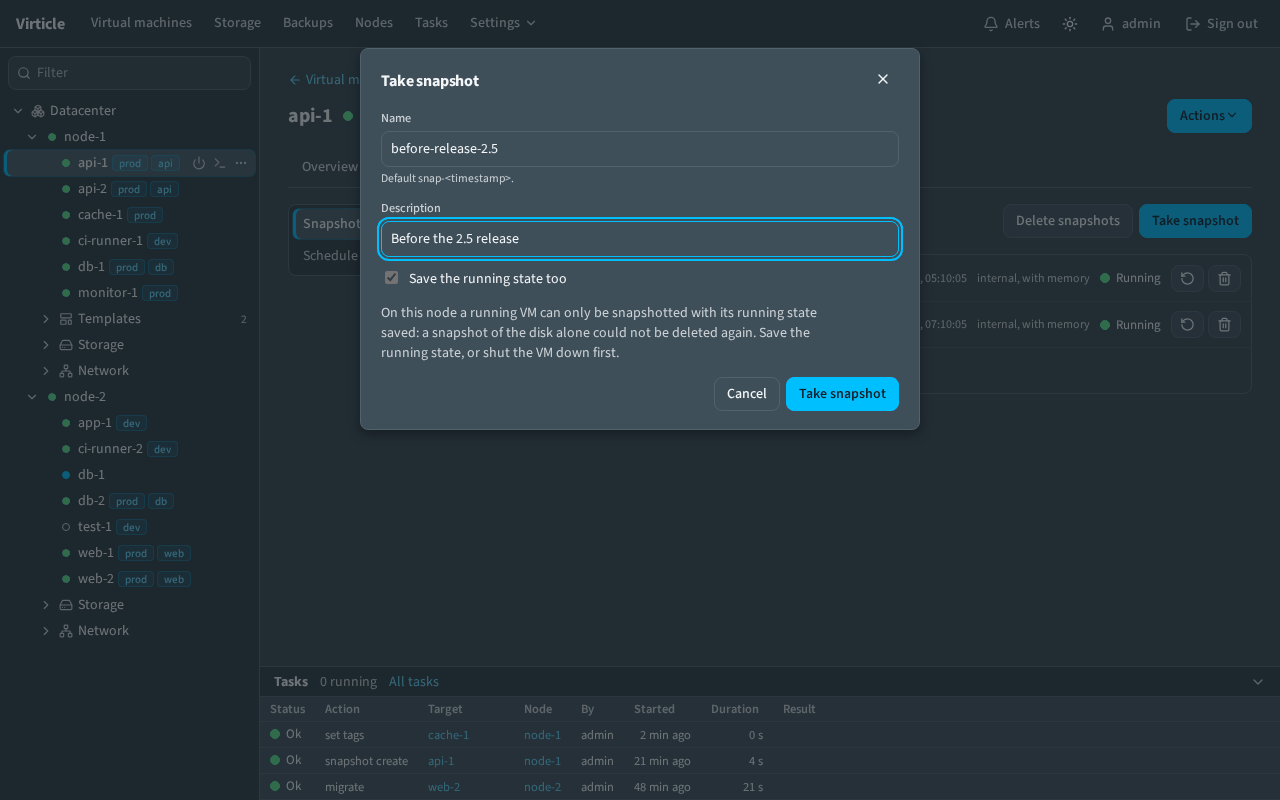 Virticle Virtual machines Storage Backups Nodes Tasks Settings Alerts admin Sign out
Filter
Datacenter
node-1
api-1 prod api
api-2 prod api
cache-1 prod
ci-runner-1 dev
db-1 prod db
monitor-1 prod
Templates 2
Storage
Network
node-2
app-1 dev
ci-runner-2 dev
db-1
db-2 prod db
test-1 dev
web-1 prod web
web-2 prod web
Storage
Network
Virtual m
api-1
Actions
Overview
Snapshot
Schedule
Delete snapshots Take snapshot
, 05:10:05 internal, with memory Running
, 07:10:05 internal, with memory Running
Take snapshot
Name
before-release-2.5
Default snap-<timestamp>.
Description
Before the 2.5 release
Save the running state too
On this node a running VM can only be snapshotted with its running state
saved: a snapshot of the disk alone could not be deleted again. Save the
running state, or shut the VM down first.
Cancel Take snapshot
Tasks 0 running All tasks
Status Action Target Node By Started Duration Result
Ok set tags cache-1 node-1 admin 2 min ago 0 s
Ok snapshot create api-1 node-1 admin 21 min ago 4 s
Ok migrate web-2 node-2 admin 48 min ago 21 s